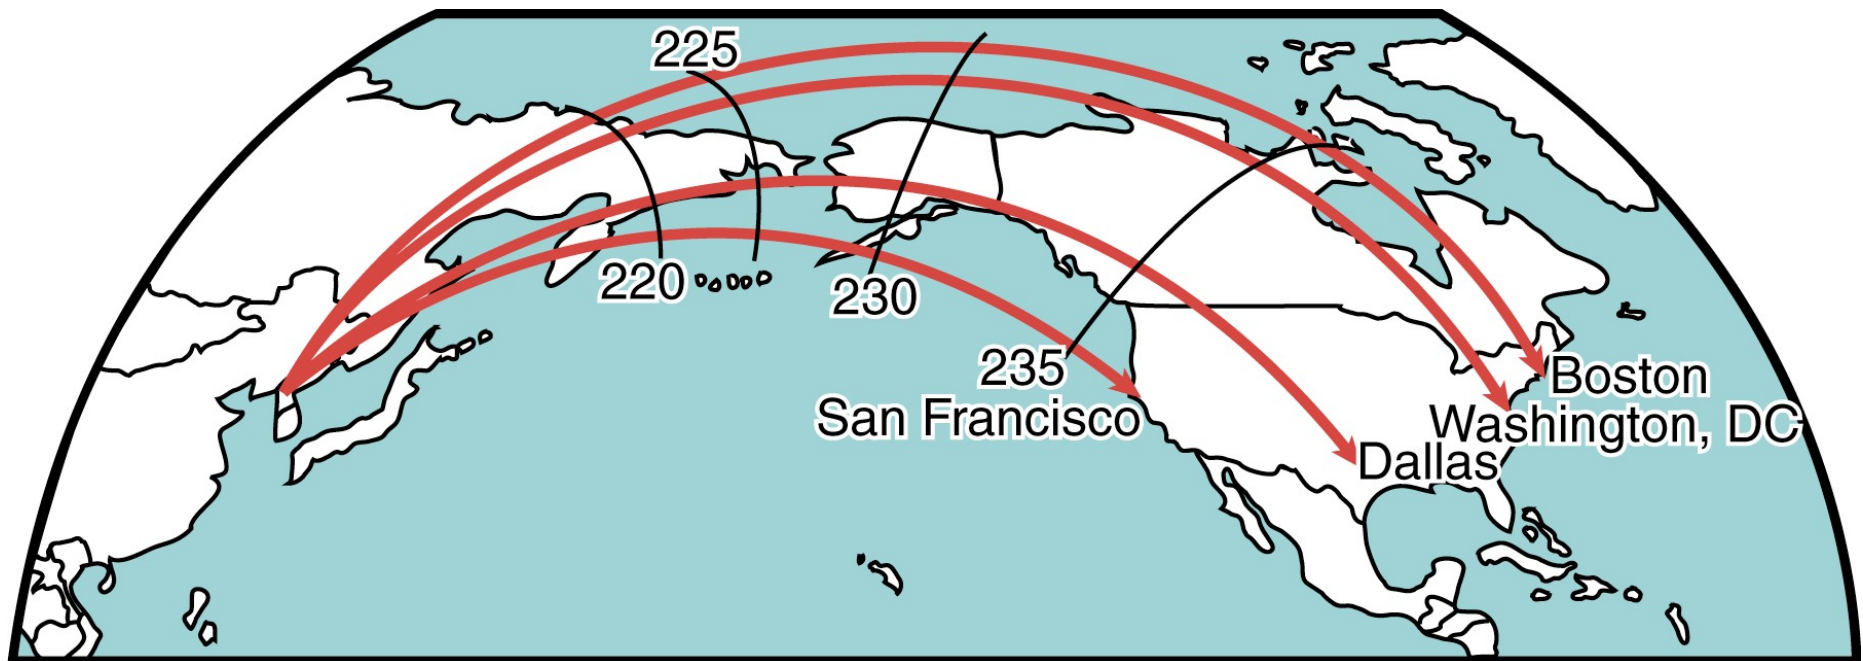 225
220
230
235
San Francisco
Boston
Washington, DC
Dallas